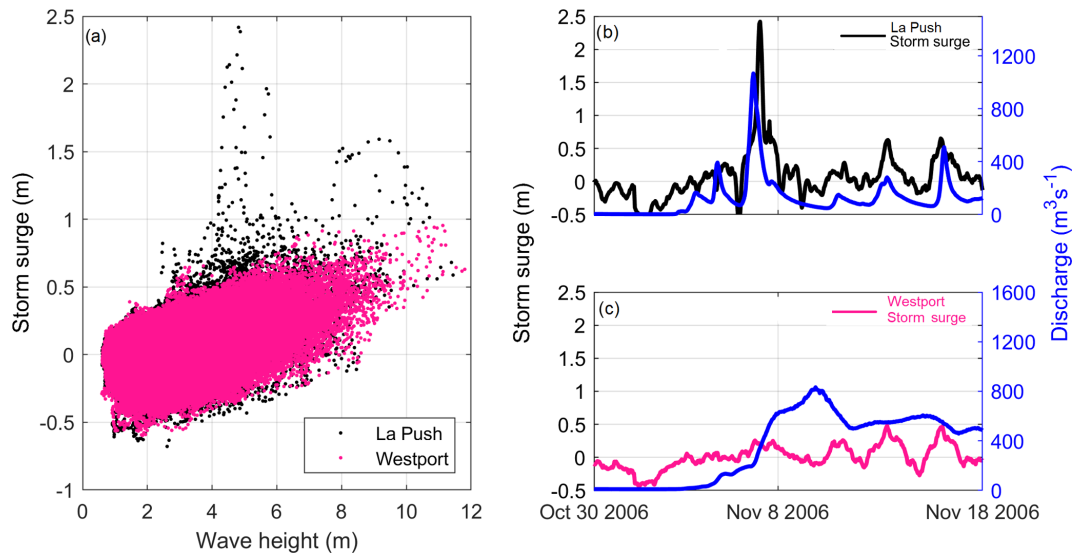 (a)
Storm surge (m)
2.5
2
1.5
1
0.5
0
-0.5
-1
0
2
4
6
8
10
12
Wave height (m)
La Push
Westport
(b)
La Push
Storm surge
Storm surge (m)
2.5
2
1.5
1
0.5
0
-0.5
1200
800
400
0
Discharge (m³s⁻¹)
(c)
Westport
Storm surge
2.5
2
1.5
1
0.5
0
-0.5
1600
1200
800
400
0
Oct 30 2006
Nov 8 2006
Nov 18 2006